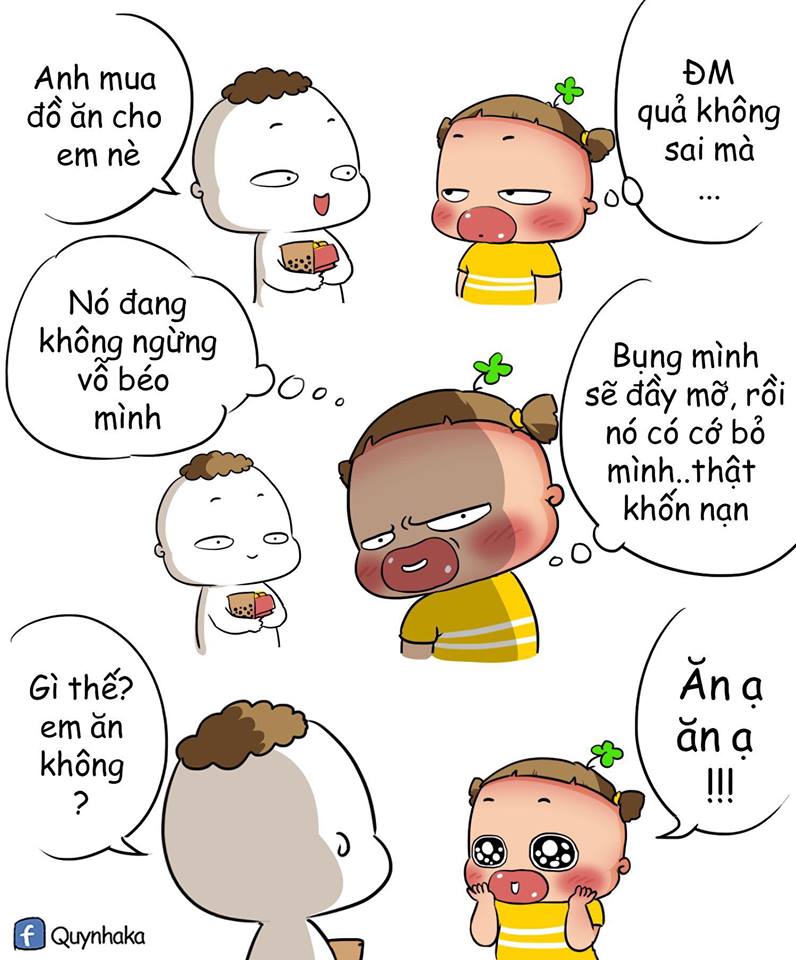 Anh mua
đồ ăn cho
em nè
ĐM
quả không
sai mà
...
Nó đang
không ngừng
vỗ béo
mình
Bụng mình
sẽ đầy mỡ, rồi
nó có cớ bỏ
mình..thật
khốn nạn
Gì thế?
em ăn
không
?
Ăn ạ
ăn ạ
!!!
f Quynhaka